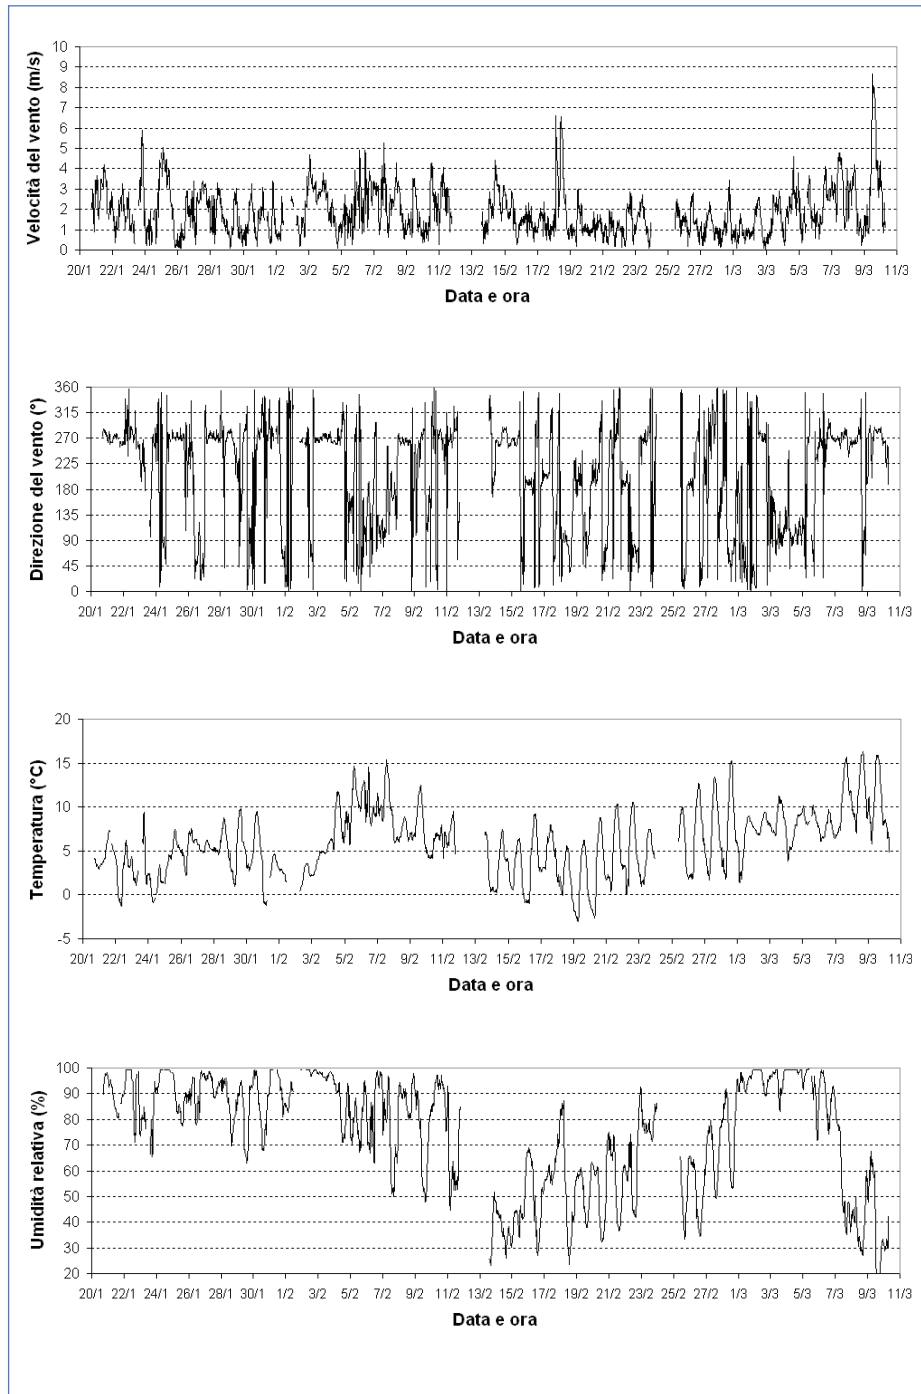 Velocità del vento (m/s)
10
9
8
7
6
5
4
3
2
1
0
20/1 22/1 24/1 26/1 28/1 30/1 1/2 3/2 5/2 7/2 9/2 11/2 13/2 15/2 17/2 19/2 21/2 23/2 25/2 27/2 1/3 3/3 5/3 7/3 9/3 11/3
Data e ora
Direzione del vento (°)
360
315
270
225
180
135
90
45
0
20/1 22/1 24/1 26/1 28/1 30/1 1/2 3/2 5/2 7/2 9/2 11/2 13/2 15/2 17/2 19/2 21/2 23/2 25/2 27/2 1/3 3/3 5/3 7/3 9/3 11/3
Data e ora
Temperatura (°C)
20
15
10
5
0
-5
20/1 22/1 24/1 26/1 28/1 30/1 1/2 3/2 5/2 7/2 9/2 11/2 13/2 15/2 17/2 19/2 21/2 23/2 25/2 27/2 1/3 3/3 5/3 7/3 9/3 11/3
Data e ora
Umidità relativa (%)
100
90
80
70
60
50
40
30
20
20/1 22/1 24/1 26/1 28/1 30/1 1/2 3/2 5/2 7/2 9/2 11/2 13/2 15/2 17/2 19/2 21/2 23/2 25/2 27/2 1/3 3/3 5/3 7/3 9/3 11/3
Data e ora